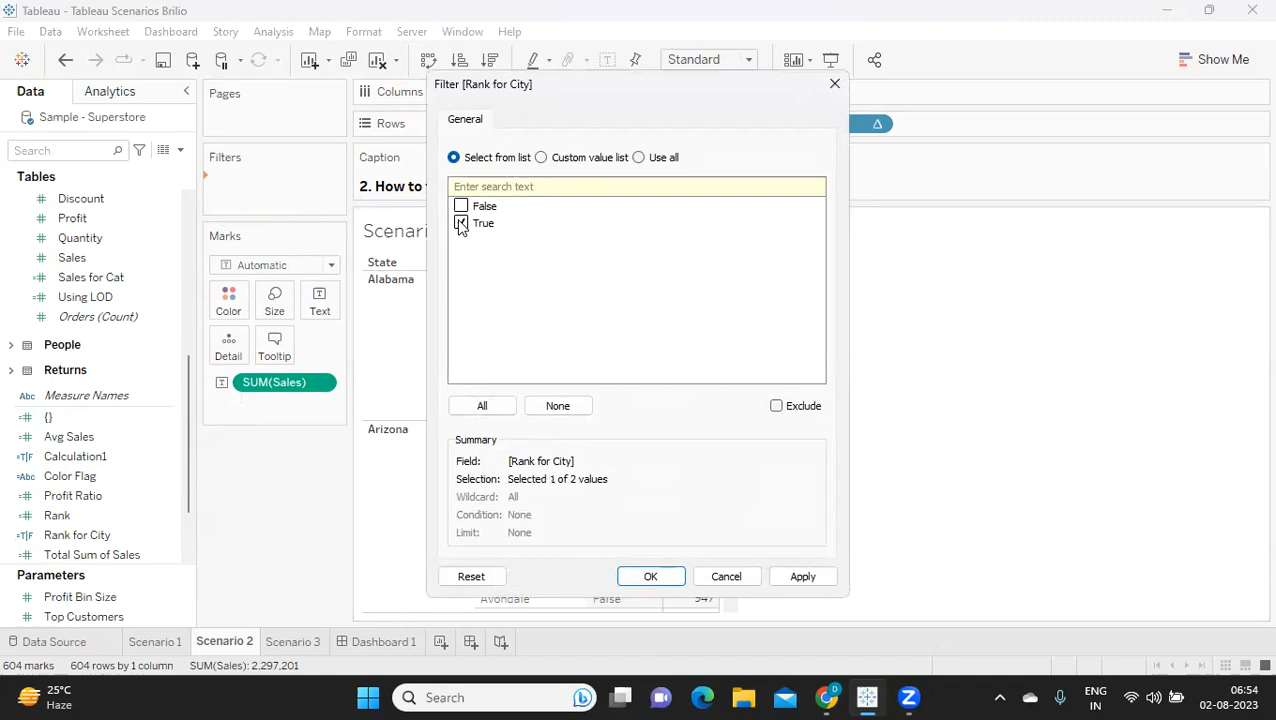 Tableau - Tableau Scenarios Brilio
File Data Worksheet Dashboard Story Analysis Map Format Server Window Help
Standard
Show Me
Data Analytics
Sample - Superstore
Search
Tables
Discount
Profit
Quantity
Sales
Sales for Cat
Using LOD
Orders (Count)
People
Returns
Abc Measure Names
{}
Avg Sales
=T|F Calculation1
=Abc Color Flag
Profit Ratio
Rank
Rank for City
Total Sum of Sales
Parameters
Profit Bin Size
Top Customers
Pages
Filters
Marks
T Automatic
Color Size Text
Detail Tooltip
T SUM(Sales)
Columns
Rows
Caption
State
Alabama
Arizona
Avondale False 947
Filter [Rank for City]
General
Select from list Custom value list Use all
Enter search text
False
True
All None Exclude
Summary
Field: [Rank for City]
Selection: Selected 1 of 2 values
Wildcard: All
Condition: None
Limit: None
Reset OK Cancel Apply
Data Source Scenario 1 Scenario 2 Scenario 3 Dashboard 1
604 marks 604 rows by 1 column SUM(Sales): 2,297,201
25°C
Haze
Search
D
ENG
IN
06:54
02-08-2023